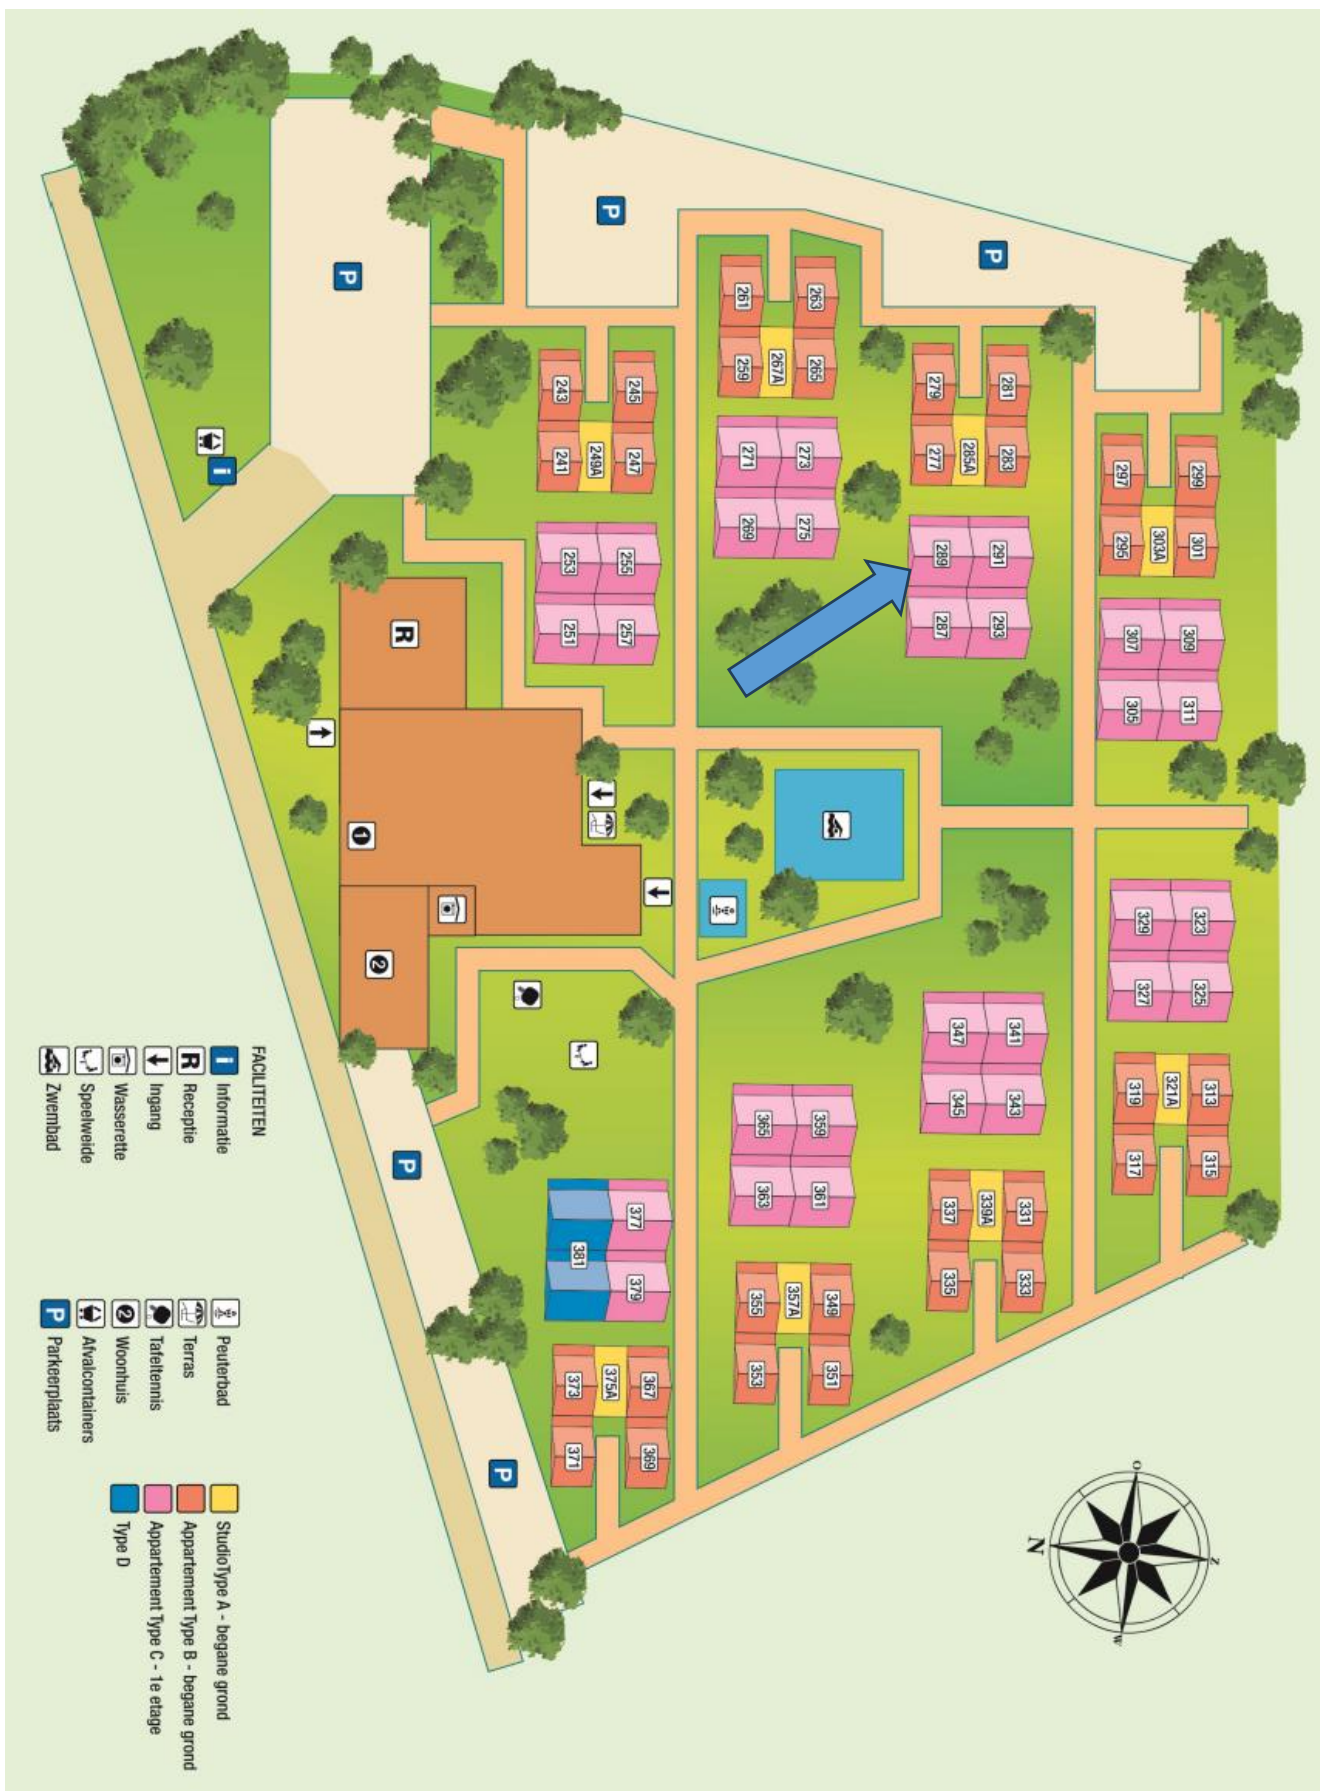 Z
299 301 309 311 323 325 313 315
303A 321A
297 295 307 305 329 327 319 317
O W
N
281 283 291 293 341 343 331 333
P
285A 339A
279 277 289 287 347 345 337 335
263 265 273 275 359 361 349 351
267A 357A
261 259 271 269 365 363 355 353
P
245 247 255 257 377 379 367 369
249A 381 375A
243 241 253 251 373 371
P
R P
2
1
P
i
FACILITEITEN
i Informatie
R Receptie
Ingang
Wasserette
Speelweide
Zwembad
Peuterbad
Terras
Tafeltennis
2 Woonhuis
Afvalcontainers
P Parkeerplaats
StudioType A - begane grond
Appartement Type B - begane grond
Appartement Type C - 1e etage
Type D